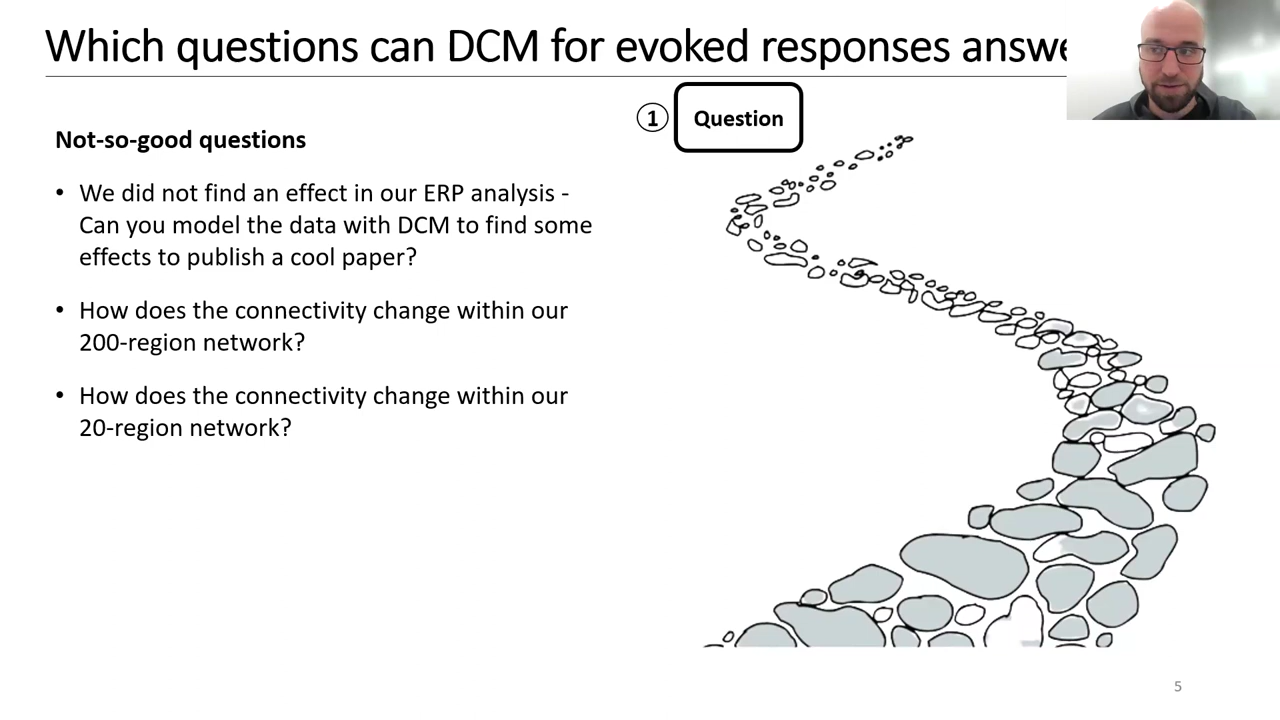 Which questions can DCM for evoked responses answe
1 Question
Not-so-good questions
• We did not find an effect in our ERP analysis -
Can you model the data with DCM to find some
effects to publish a cool paper?
• How does the connectivity change within our
200-region network?
• How does the connectivity change within our
20-region network?
5